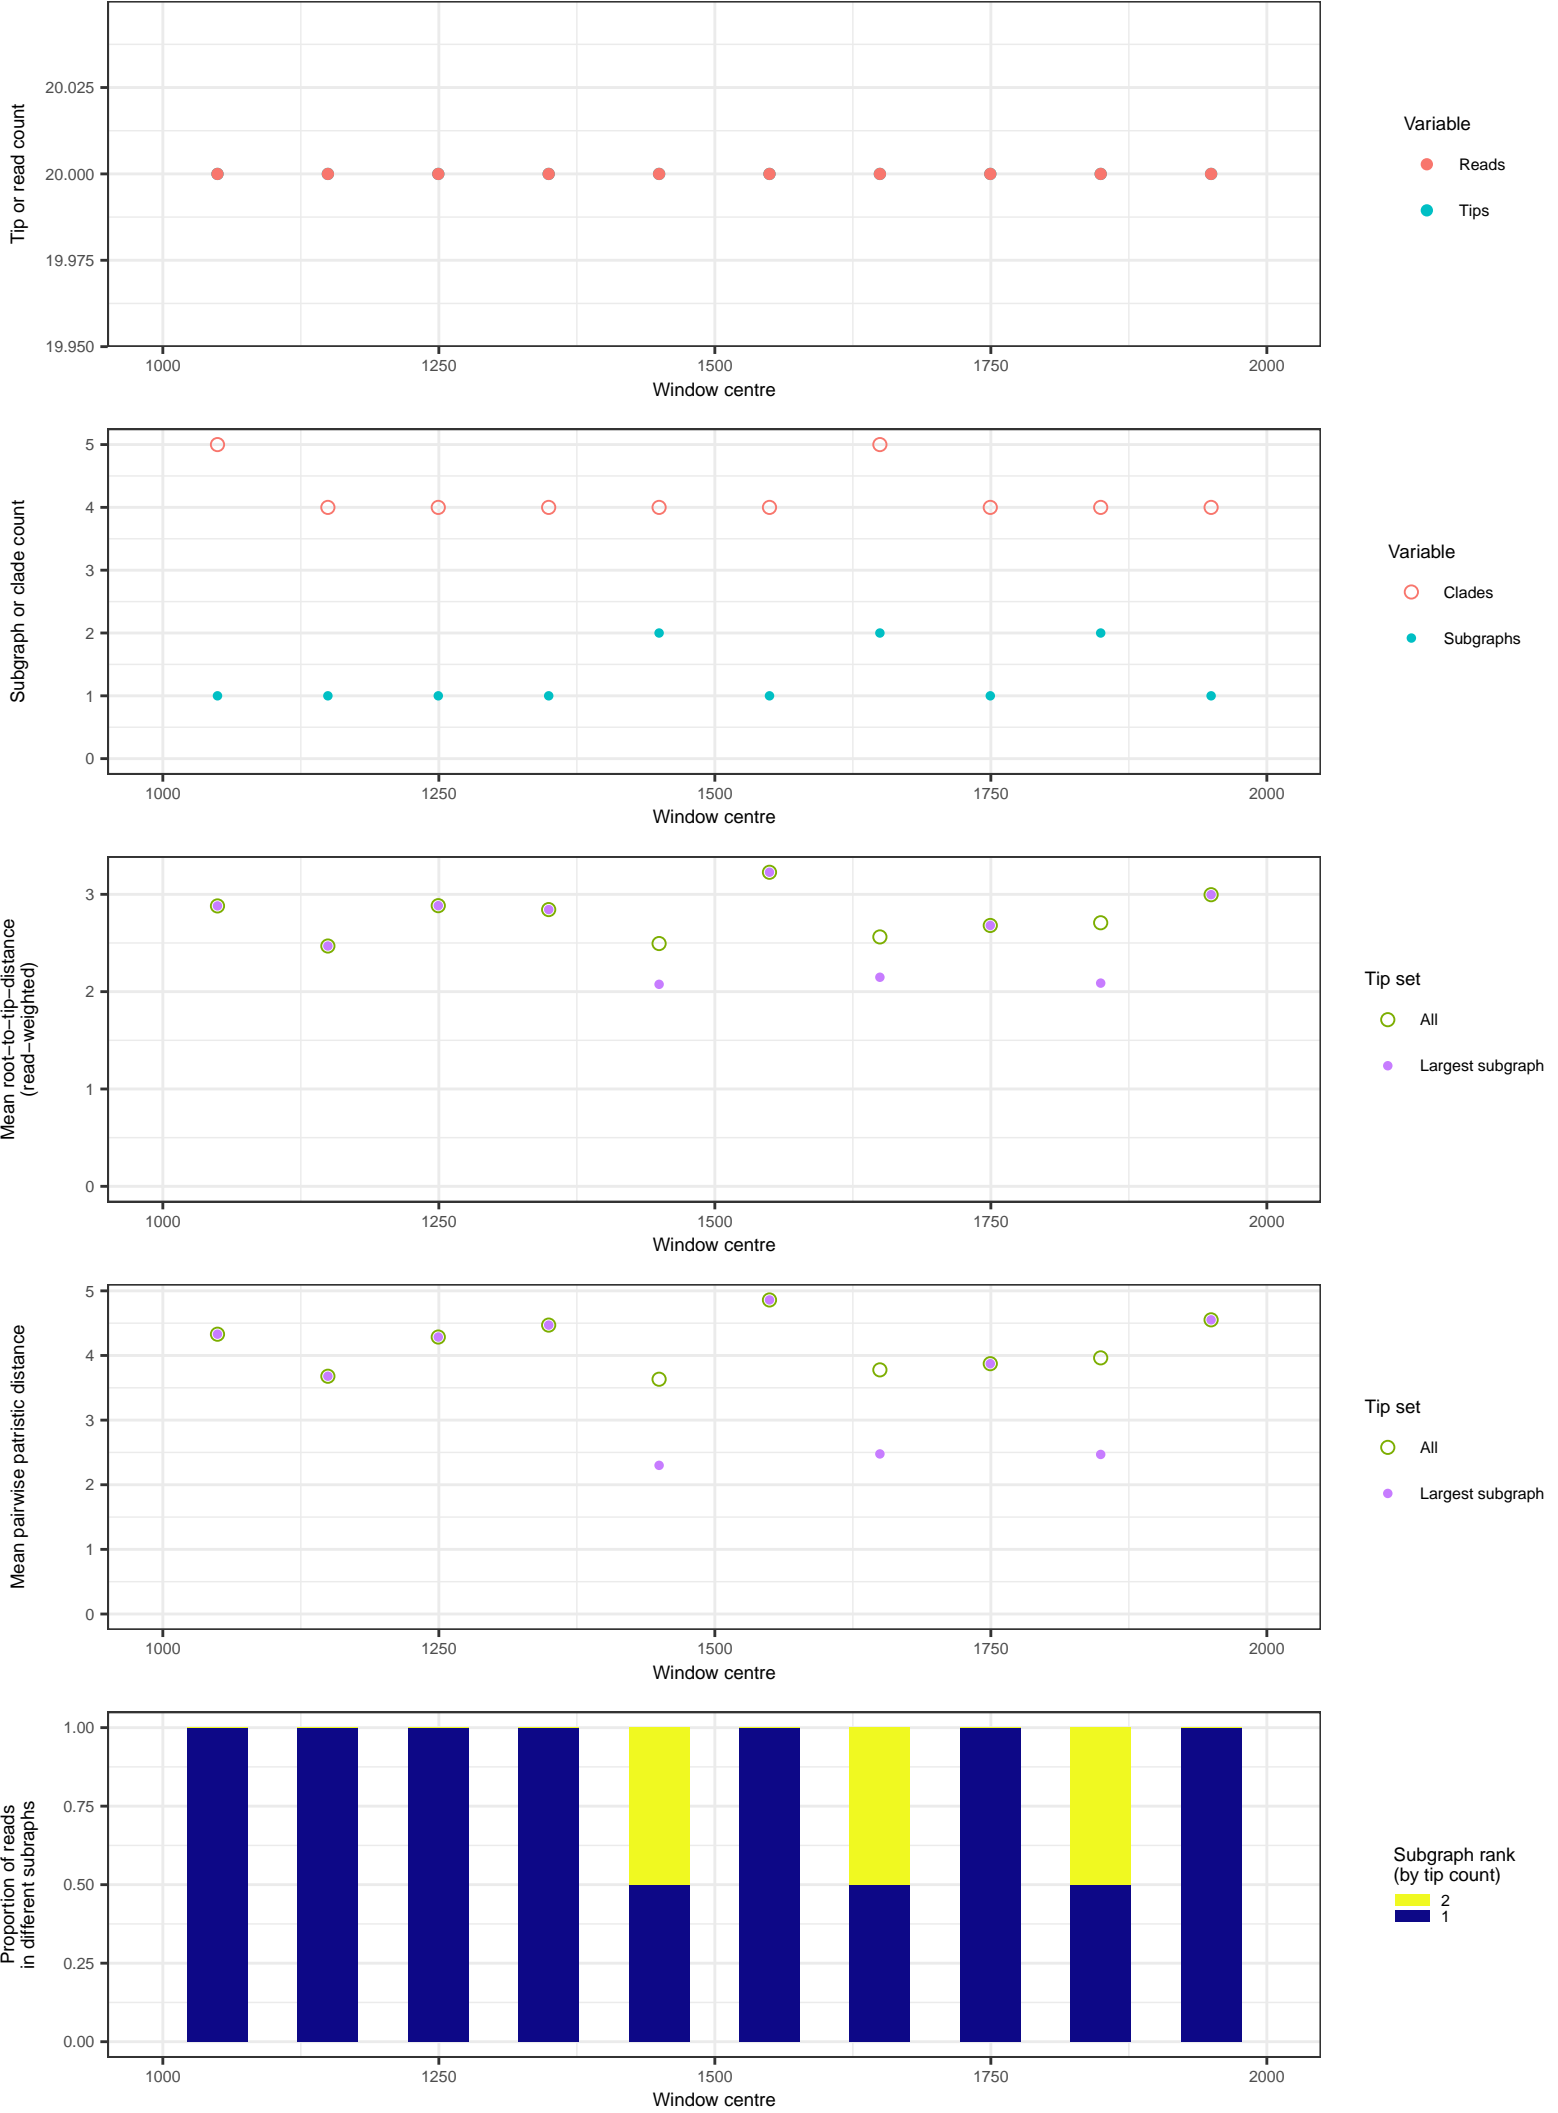 Tip or read count
20.025
20.000
19.975
19.950
1000 1250 1500 1750 2000
Window centre
Variable
Reads
Tips
Subgraph or clade count
5
4
3
2
1
0
1000 1250 1500 1750 2000
Window centre
Variable
Clades
Subgraphs
Mean root−to−tip−distance
(read−weighted)
3
2
1
0
1000 1250 1500 1750 2000
Window centre
Tip set
All
Largest subgraph
Mean pairwise patristic distance
5
4
3
2
1
0
1000 1250 1500 1750 2000
Window centre
Tip set
All
Largest subgraph
Proportion of reads
in different subraphs
1.00
0.75
0.50
0.25
0.00
1000 1250 1500 1750 2000
Window centre
Subgraph rank
(by tip count)
2
1